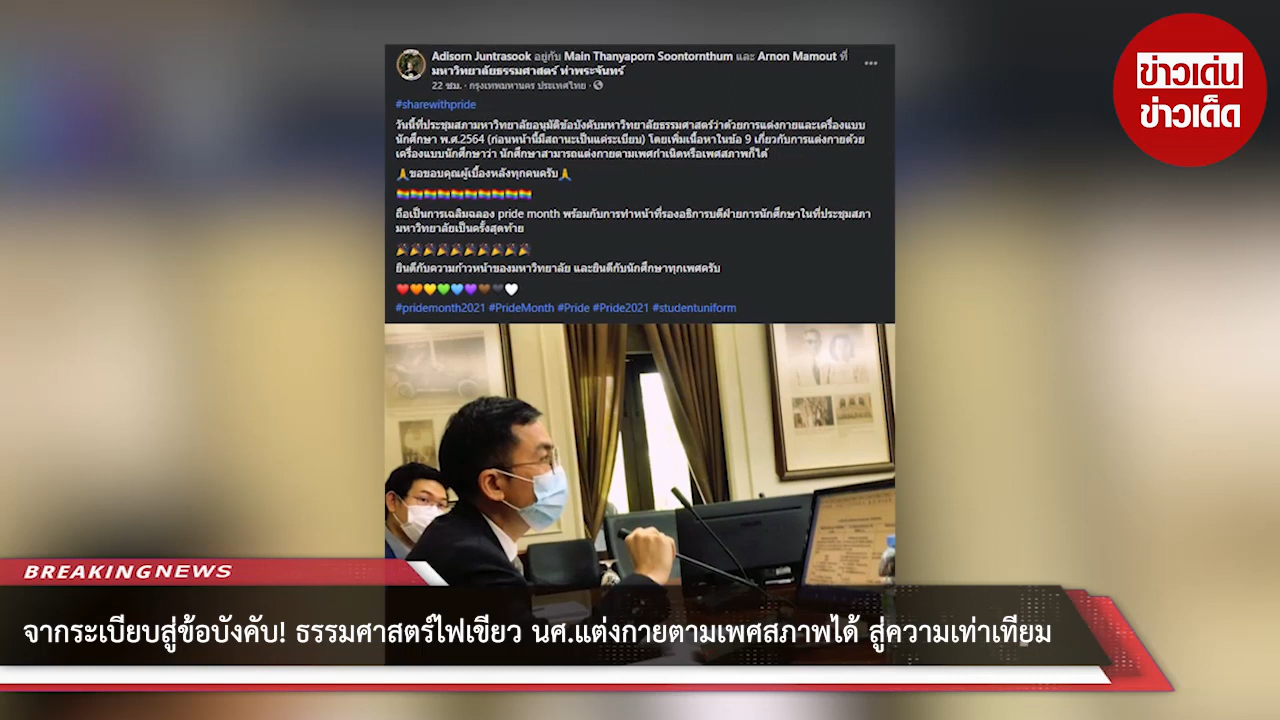 Adisorn Juntrasook อยู่กับ Main Thanyaporn Soontornthum และ Arnon Mamout ที่
มหาวิทยาลัยธรรมศาสตร์ ท่าพระจันทร์
22 ชม. · กรุงเทพมหานคร ประเทศไทย ·
#sharewithpride
วันนี้ที่ประชุมสภามหาวิทยาลัยอนุมัติข้อบังคับมหาวิทยาลัยธรรมศาสตร์ว่าด้วยการแต่งกายและเครื่องแบบ
นักศึกษา พ.ศ.2564 (ก่อนหน้านี้มีสถานะเป็นแค่ระเบียบ) โดยเพิ่มเนื้อหาในข้อ 9 เกี่ยวกับการแต่งกายด้วย
เครื่องแบบนักศึกษาว่า นักศึกษาสามารถแต่งกายตามเพศกำเนิดหรือเพศสภาพก็ได้
🙏ขอขอบคุณผู้เบื้องหลังทุกคนครับ🙏
🏳️‍🌈🏳️‍🌈🏳️‍🌈🏳️‍🌈🏳️‍🌈🏳️‍🌈🏳️‍🌈🏳️‍🌈🏳️‍🌈🏳️‍🌈
ถือเป็นการเฉลิมฉลอง pride month พร้อมกับการทำหน้าที่รองอธิการบดีฝ่ายการนักศึกษาในที่ประชุมสภา
มหาวิทยาลัยเป็นครั้งสุดท้าย
🎉🎉🎉🎉🎉🎉🎉🎉🎉🎉
ยินดีกับความก้าวหน้าของมหาวิทยาลัย และยินดีกับนักศึกษาทุกเพศครับ
❤️🧡💛💚💙💜🤎🖤🤍
#pridemonth2021 #PrideMonth #Pride #Pride2021 #studentuniform
ข่าวเด่น
ข่าวเด็ด
BREAKING NEWS
จากระเบียบสู่ข้อบังคับ! ธรรมศาสตร์ไฟเขียว นศ.แต่งกายตามเพศสภาพได้ สู่ความเท่าเทียม